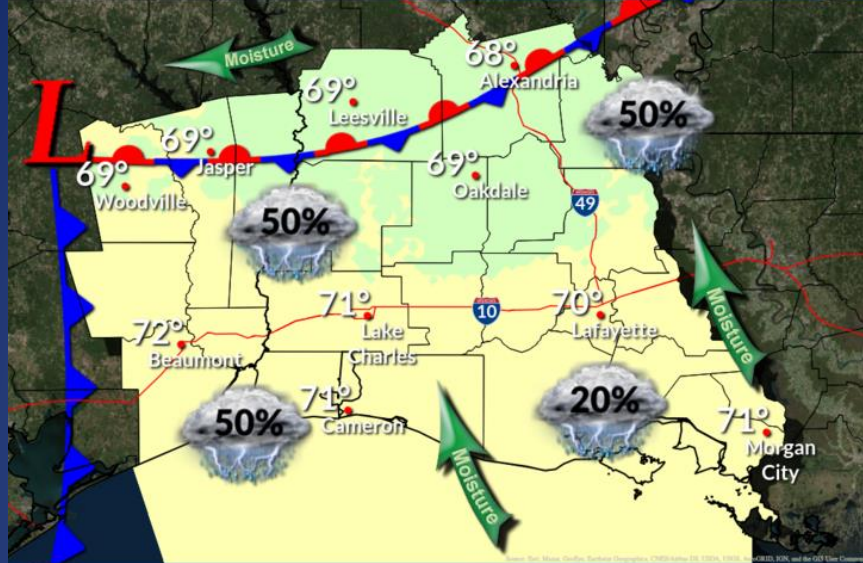 Moisture
68°
Alexandria
69°
Leesville
50%
L
69°
Jasper
69°
Oakdale
69°
Woodville
49
50%
Moisture
71°
Lake
Charles
10
70°
Lafayette
72°
Beaumont
71°
Cameron
50%
20%
71°
Morgan
City
Moisture